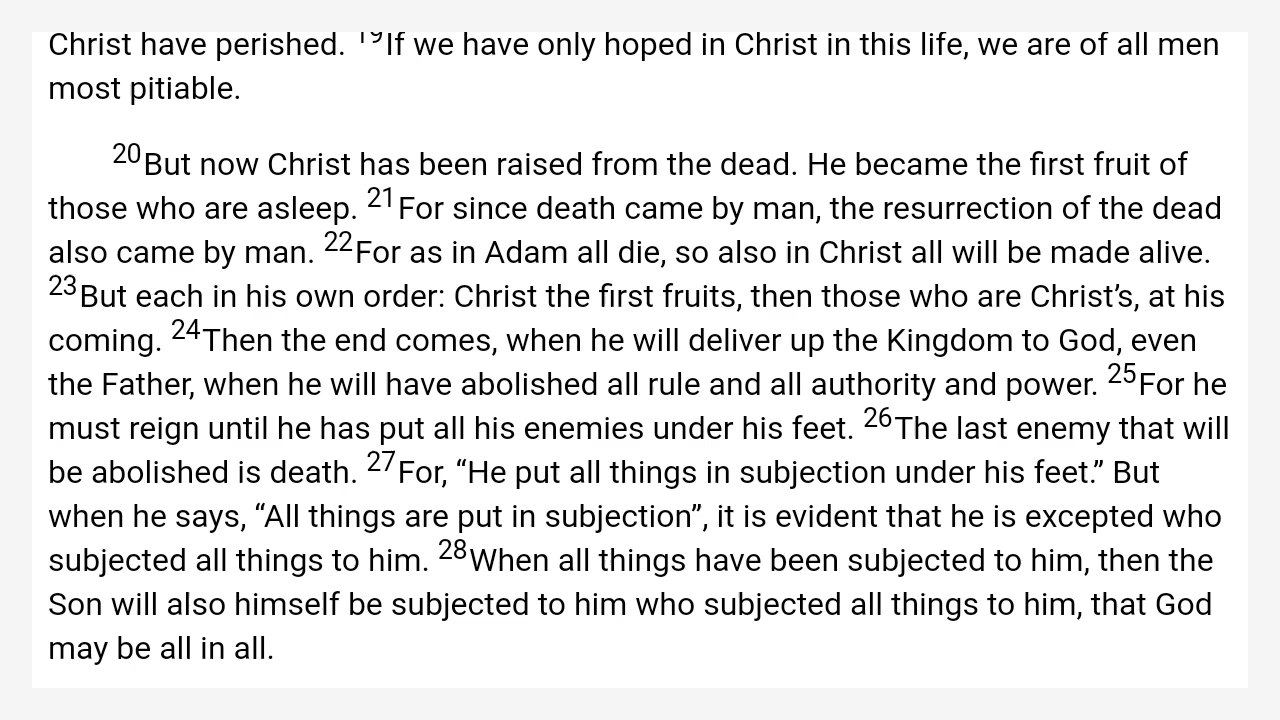 Christ have perished. 19If we have only hoped in Christ in this life, we are of all men
most pitiable.
20But now Christ has been raised from the dead. He became the first fruit of
those who are asleep. 21For since death came by man, the resurrection of the dead
also came by man. 22For as in Adam all die, so also in Christ all will be made alive.
23But each in his own order: Christ the first fruits, then those who are Christ’s, at his
coming. 24Then the end comes, when he will deliver up the Kingdom to God, even
the Father, when he will have abolished all rule and all authority and power. 25For he
must reign until he has put all his enemies under his feet. 26The last enemy that will
be abolished is death. 27For, “He put all things in subjection under his feet.” But
when he says, “All things are put in subjection”, it is evident that he is excepted who
subjected all things to him. 28When all things have been subjected to him, then the
Son will also himself be subjected to him who subjected all things to him, that God
may be all in all.